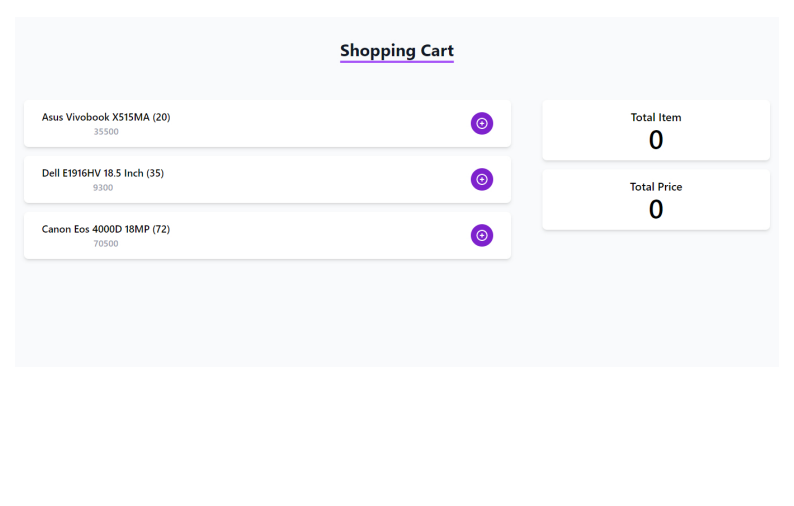 Shopping Cart
Asus Vivobook X515MA (20)
35500
Dell E1916HV 18.5 Inch (35)
9300
Canon Eos 4000D 18MP (72)
70500
Total Item
0
Total Price
0